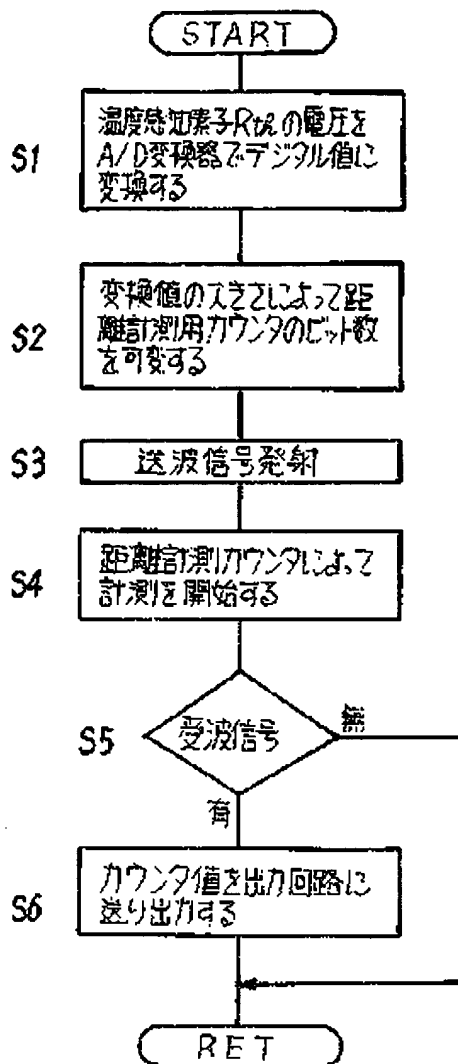 START
S1
温度感知素子Rthの電圧を
A/D変換器でデジタル値に
変換する
S2
変換値の大きさによって距
離計測用カウンタのビット数
を可変する
S3
送波信号発射
S4
距離計測カウンタによって
計測を開始する
S5
受波信号
無
有
S6
カウンタ値を出力回路に
送り出力する
RET